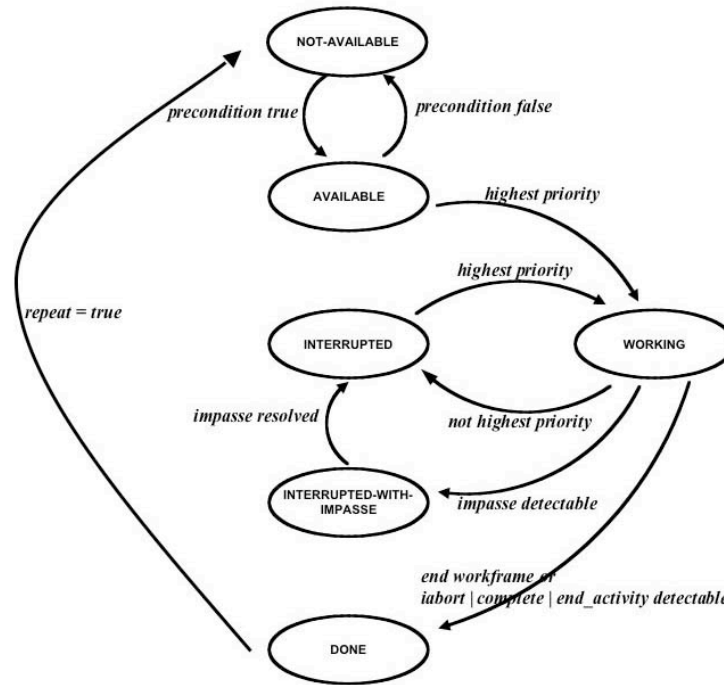 NOT-AVAILABLE
precondition true
precondition false
AVAILABLE
highest priority
highest priority
repeat = true
INTERRUPTED
WORKING
impasse resolved
not highest priority
INTERRUPTED-WITH-
IMPASSE
impasse detectable
end workframe or
iabort | complete | end_activity detectable
DONE